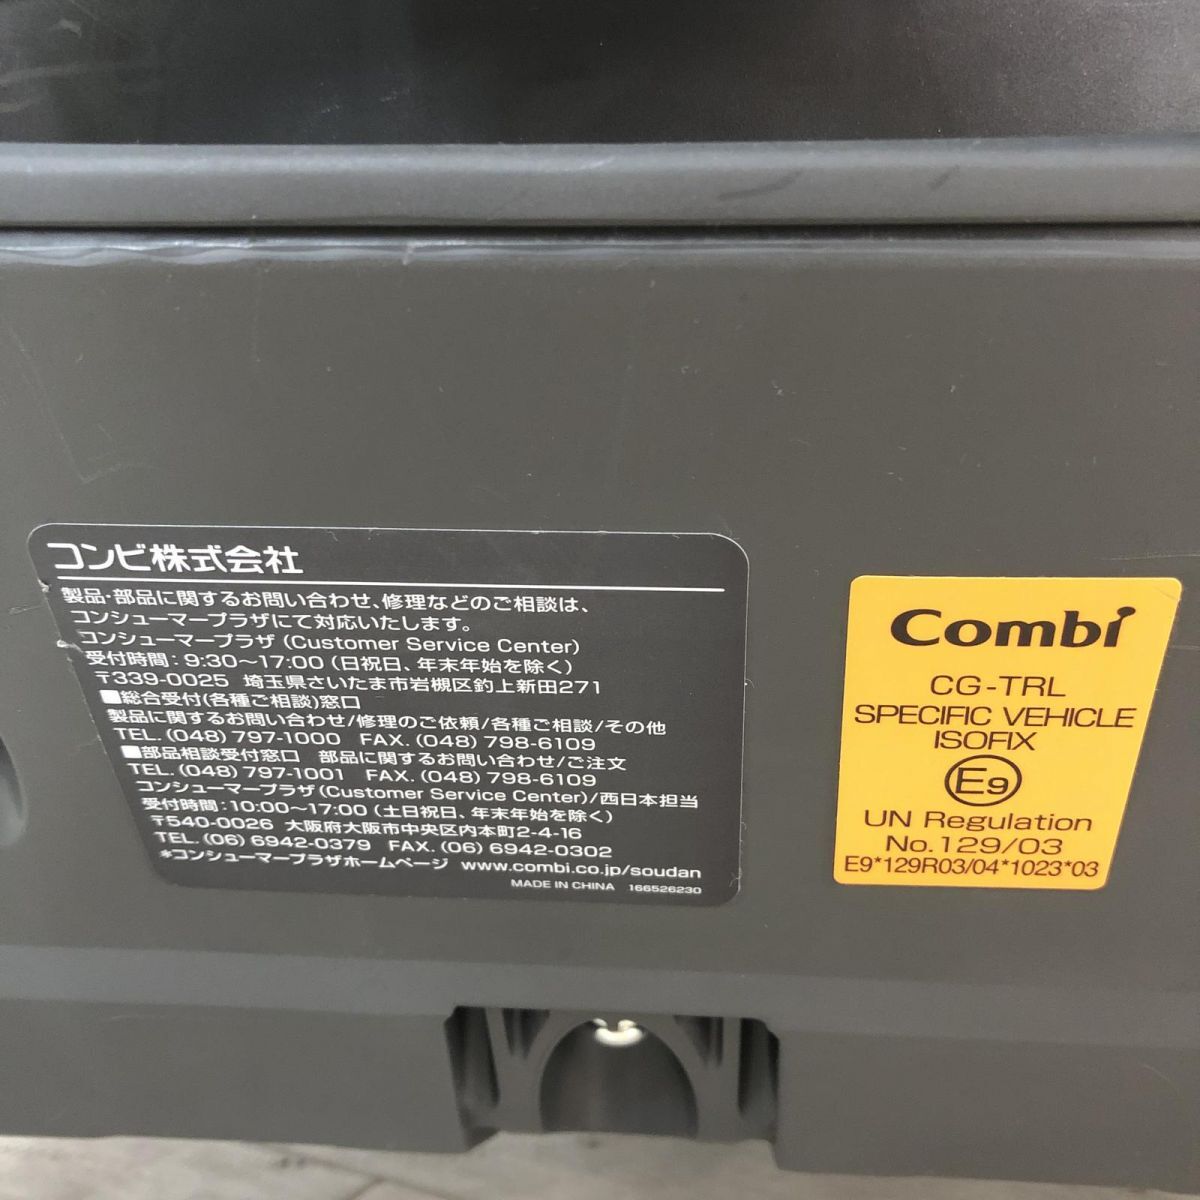 コンビ株式会社
製品・部品に関するお問い合わせ、修理などのご相談は、
コンシューマープラザにて対応いたします。
コンシューマープラザ (Customer Service Center)
受付時間：9:30～17:00 (日祝日、年末年始を除く)
〒339-0025 埼玉県さいたま市岩槻区釣上新田271
■総合受付(各種ご相談)窓口
製品に関するお問い合わせ/修理のご依頼/各種ご相談/その他
TEL. (048) 797-1000 FAX. (048) 798-6109
■部品相談受付窓口 部品に関するお問い合わせ/ご注文
TEL. (048) 797-1001 FAX. (048) 798-6109
コンシューマープラザ(Customer Service Center)/西日本担当
受付時間：10:00～17:00 (土日祝日、年末年始を除く)
〒540-0026 大阪府大阪市中央区内本町2-4-16
TEL. (06) 6942-0379 FAX. (06) 6942-0302
*コンシューマープラザホームページ www.combi.co.jp/soudan
MADE IN CHINA 166526230
Combi
CG-TRL
SPECIFIC VEHICLE
ISOFIX
E9
UN Regulation
No.129/03
E9*129R03/04*1023*03